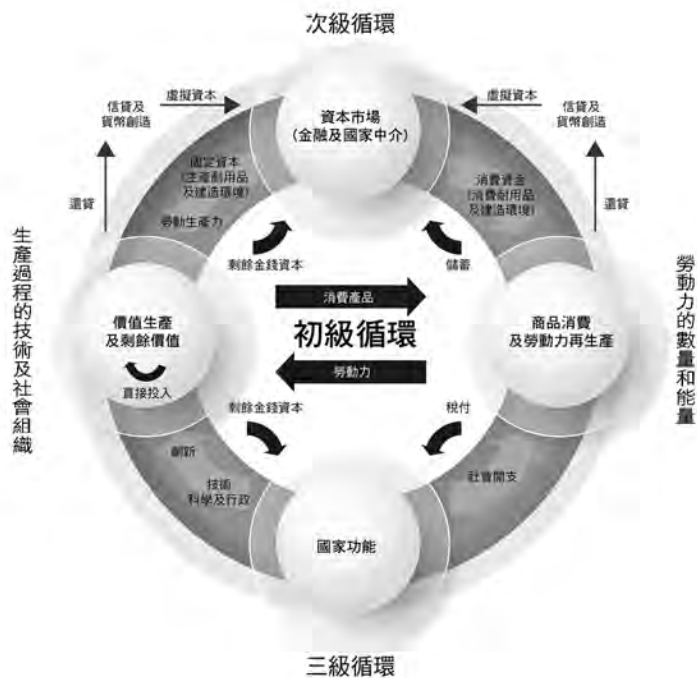 次級循環
虛擬資本
信貸及
貨幣創造
還貸
資本市場
(金融及國家中介)
虛擬資本
信貸及
貨幣創造
還貸
固定資本
(生產耐用品
及建造環境)
勞動生產力
消費資金
(消費耐用品
及建造環境)
剩餘金錢資本
儲蓄
生產過程的技術及社會組織
價值生產
及剩餘價值
直接投入
消費產品
初級循環
勞動力
商品消費
及勞動力再生產
勞動力的數量和能量
剩餘金錢資本
稅付
創新
技術
科學及行政
社會開支
國家功能
三級循環